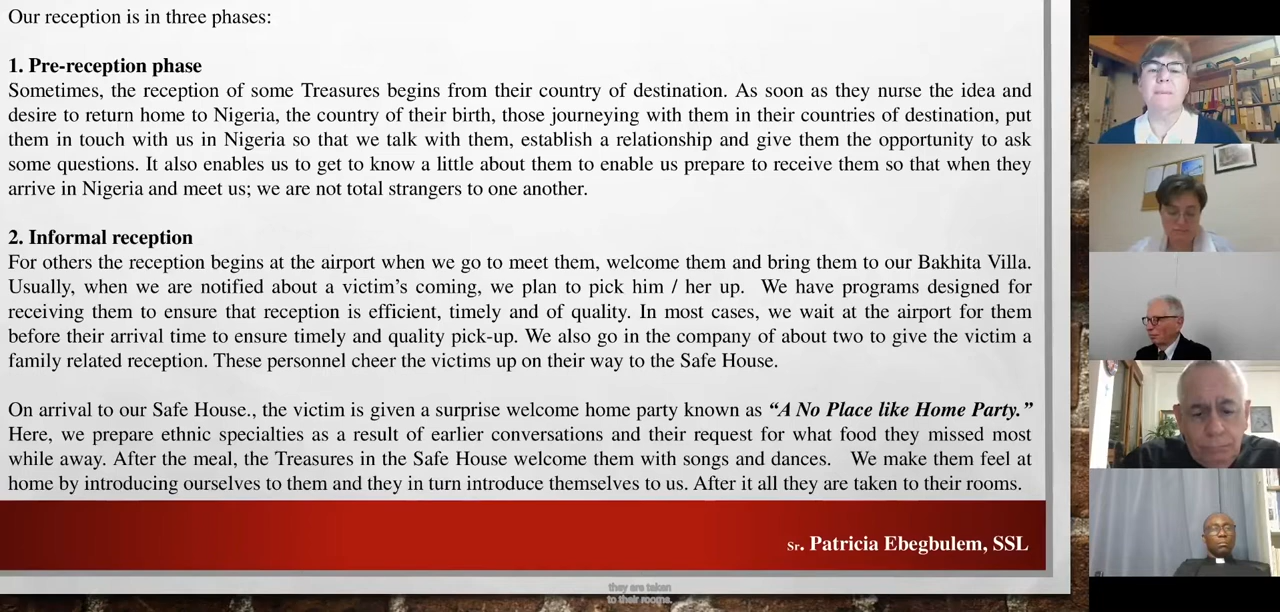 Our reception is in three phases:
1. Pre-reception phase
Sometimes, the reception of some Treasures begins from their country of destination. As soon as they nurse the idea and
desire to return home to Nigeria, the country of their birth, those journeying with them in their countries of destination, put
them in touch with us in Nigeria so that we talk with them, establish a relationship and give them the opportunity to ask
some questions. It also enables us to get to know a little about them to enable us prepare to receive them so that when they
arrive in Nigeria and meet us; we are not total strangers to one another.
2. Informal reception
For others the reception begins at the airport when we go to meet them, welcome them and bring them to our Bakhita Villa.
Usually, when we are notified about a victim's coming, we plan to pick him / her up. We have programs designed for
receiving them to ensure that reception is efficient, timely and of quality. In most cases, we wait at the airport for them
before their arrival time to ensure timely and quality pick-up. We also go in the company of about two to give the victim a
family related reception. These personnel cheer the victims up on their way to the Safe House.
On arrival to our Safe House., the victim is given a surprise welcome home party known as “A No Place like Home Party.”
Here, we prepare ethnic specialties as a result of earlier conversations and their request for what food they missed most
while away. After the meal, the Treasures in the Safe House welcome them with songs and dances. We make them feel at
home by introducing ourselves to them and they in turn introduce themselves to us. After it all they are taken to their rooms.
Sr. Patricia Ebegbulem, SSL
they are taken
to their rooms.